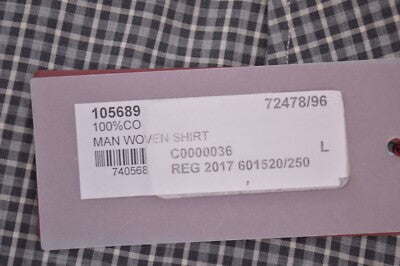 105689
72478/96
100%CO
MAN WOVEN SHIRT
C0000036 L
740568 REG 2017 601520/250